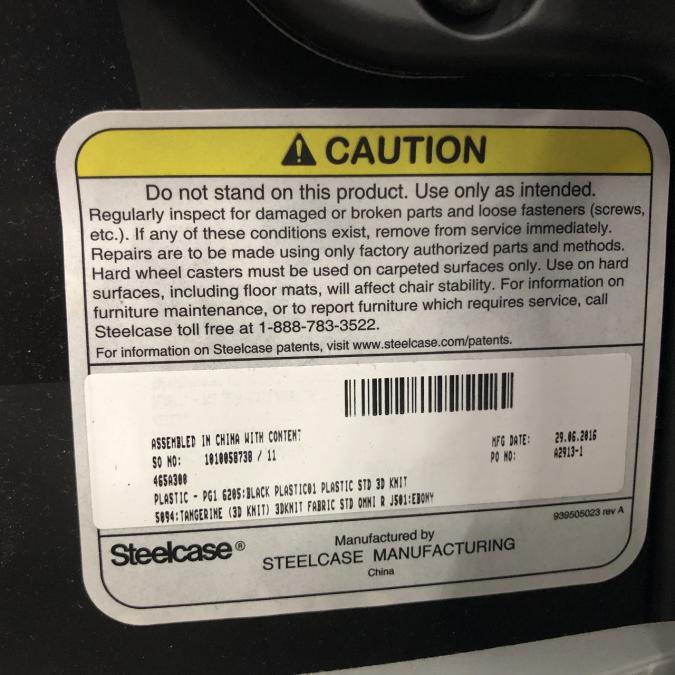 CAUTION
Do not stand on this product. Use only as intended.
Regularly inspect for damaged or broken parts and loose fasteners (screws,
etc.). If any of these conditions exist, remove from service immediately.
Repairs are to be made using only factory authorized parts and methods.
Hard wheel casters must be used on carpeted surfaces only. Use on hard
surfaces, including floor mats, will affect chair stability. For information on
furniture maintenance, or to report furniture which requires service, call
Steelcase toll free at 1-888-783-3522.
For information on Steelcase patents, visit www.steelcase.com/patents.
ASSEMBLED IN CHINA WITH CONTENT
MFG DATE: 29.06.2016
SO NO: 1010058738 / 11
PO NO: A2913-1
465A300
PLASTIC - PG1 6205:BLACK PLASTIC01 PLASTIC STD 3D KNIT
5094:TANGERINE (3D KNIT) 3DKNIT FABRIC STD OMNI R J501:EBONY
939505023 rev A
Steelcase®
Manufactured by
STEELCASE MANUFACTURING
China